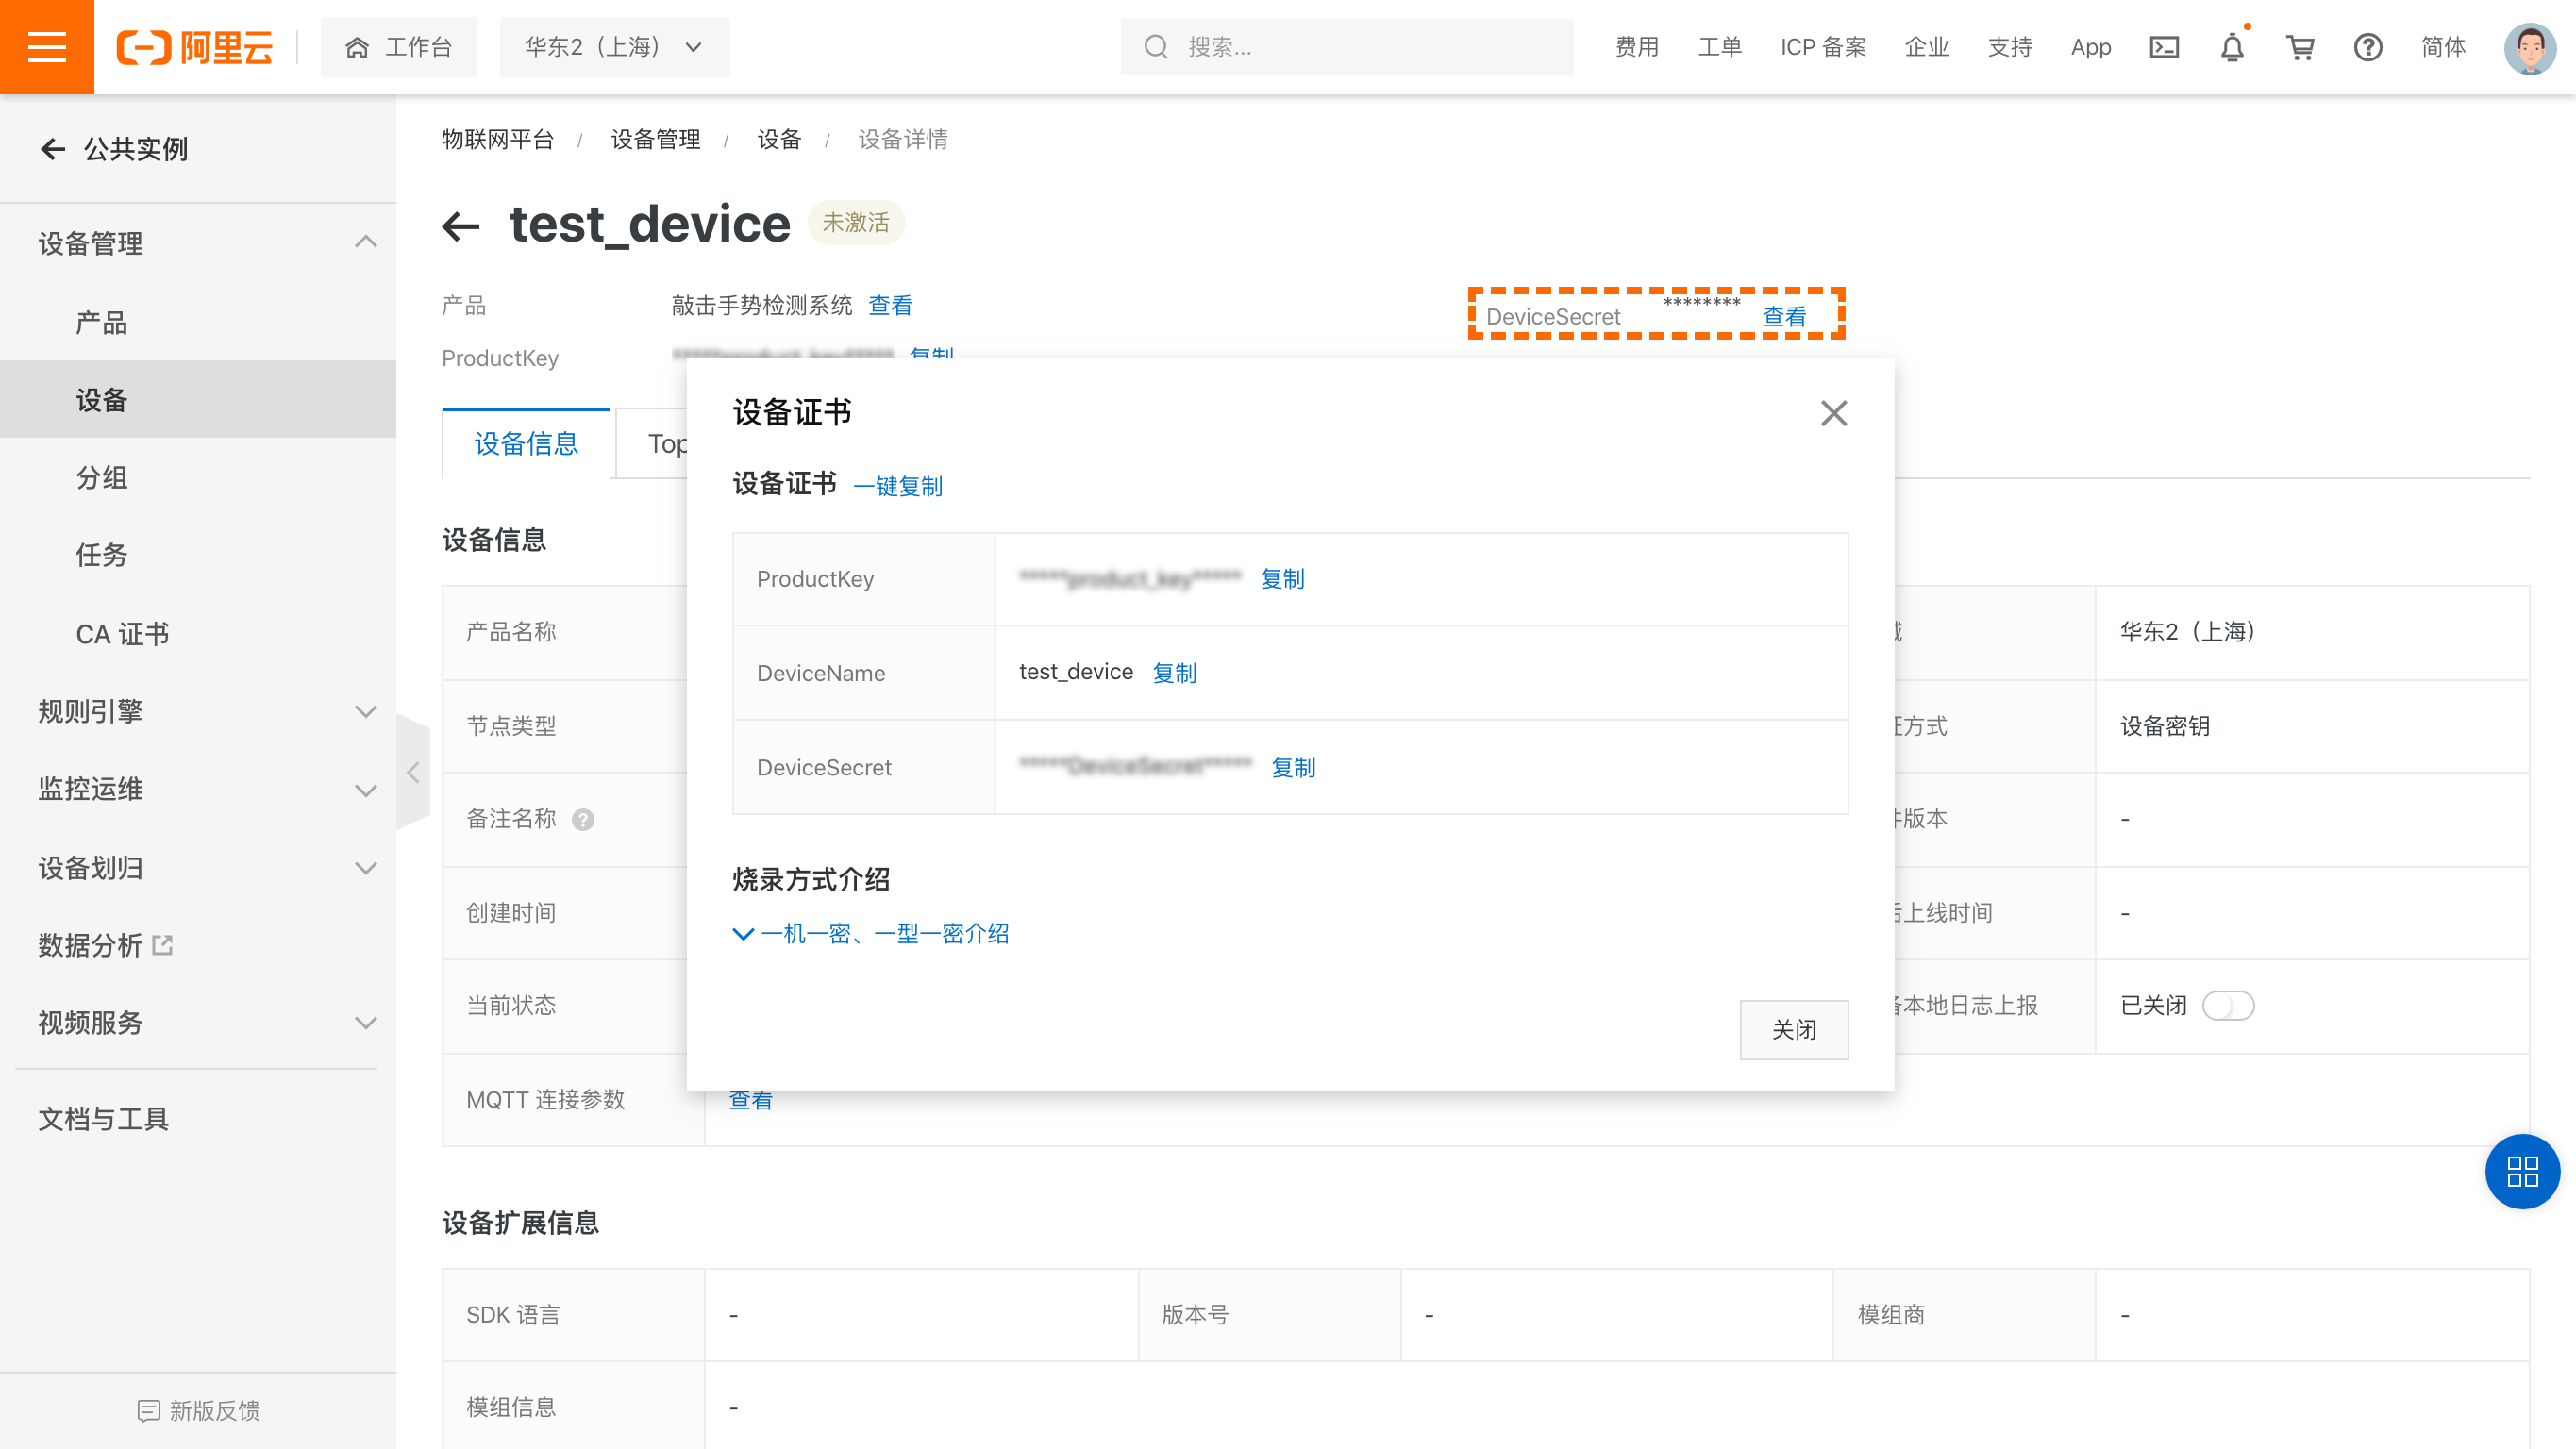 阿里云
工作台
华东2（上海）
搜索...
费用
工单
ICP 备案
企业
支持
App
简体
公共实例
设备管理
产品
设备
分组
任务
CA 证书
规则引擎
监控运维
设备划归
数据分析
视频服务
文档与工具
新版反馈
物联网平台 / 设备管理 / 设备 / 设备详情
test_device 未激活
产品 敲击手势检测系统 查看
DeviceSecret ******** 查看
ProductKey *****product_key***** 复制
设备信息
Top
设备证书
设备证书 一键复制
ProductKey *****product_key***** 复制
DeviceName test_device 复制
DeviceSecret *****DeviceSecret***** 复制
烧录方式介绍
一机一密、一型一密介绍
关闭
设备信息
产品名称
华东2（上海）
节点类型
方式 设备密钥
备注名称
版本 -
创建时间
上线时间 -
当前状态
本地日志上报 已关闭
MQTT 连接参数 查看
设备扩展信息
SDK 语言 - 版本号 - 模组商 -
模组信息 -